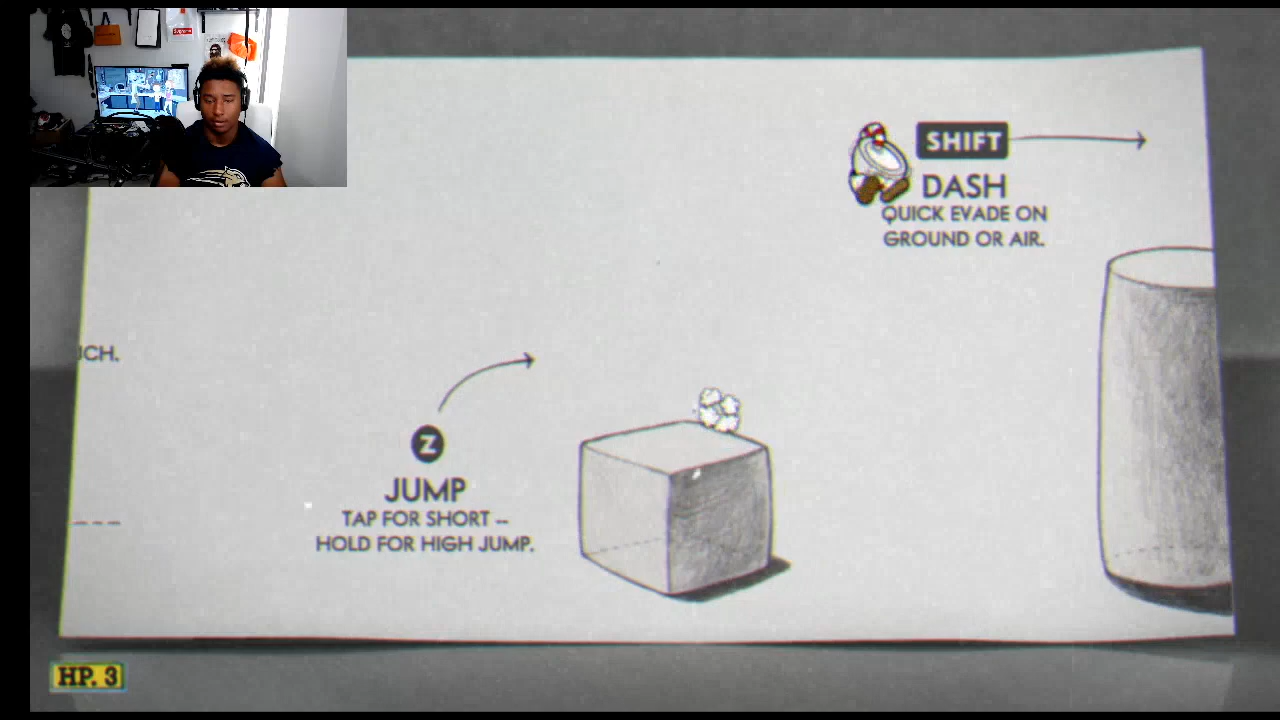 Supreme
SHIFT
DASH
QUICK EVADE ON
GROUND OR AIR.
ICH.
Z
JUMP
TAP FOR SHORT --
HOLD FOR HIGH JUMP.
HP. 3